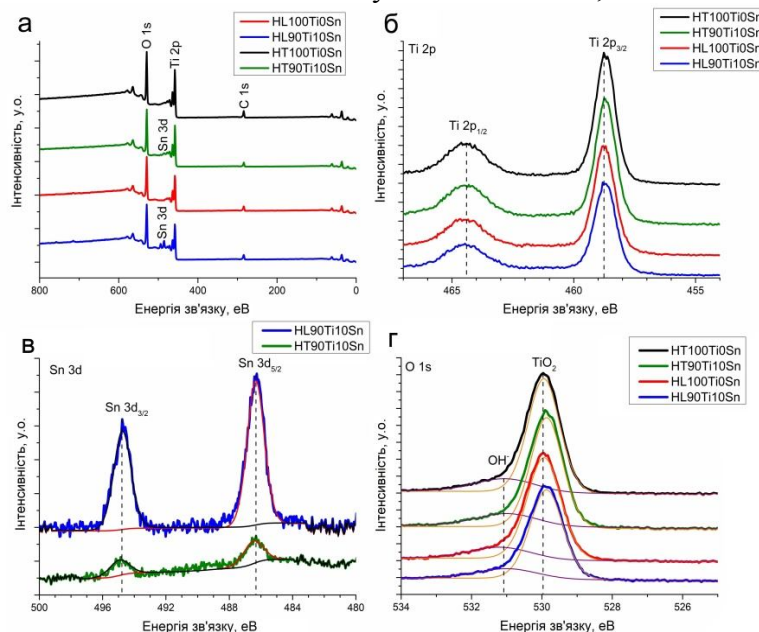 а
HL100Ti0Sn
HL90Ti10Sn
HT100Ti0Sn
HT90Ti10Sn
O 1s
Ti 2p
C 1s
Sn 3d
Sn 3d
Інтенсивність, у.о.
800 600 400 200 0
Енергія зв'язку, еВ
б
Ti 2p
HT100Ti0Sn
HT90Ti10Sn
HL100Ti0Sn
HL90Ti10Sn
Ti 2p3/2
Ti 2p1/2
Інтенсивність, у.о.
465 460 454
Енергія зв'язку, еВ
в
Sn 3d
HL90Ti10Sn
HT90Ti10Sn
Sn 3d5/2
Sn 3d3/2
Інтенсивність, у.о.
500 496 492 488 484 480
Енергія зв'язку, еВ
г
O 1s
HT100Ti0Sn
HT90Ti10Sn
HL100Ti0Sn
HL90Ti10Sn
TiO2
OH-
Інтенсивність, у.о.
534 530 526
Енергія зв'язку, еВ